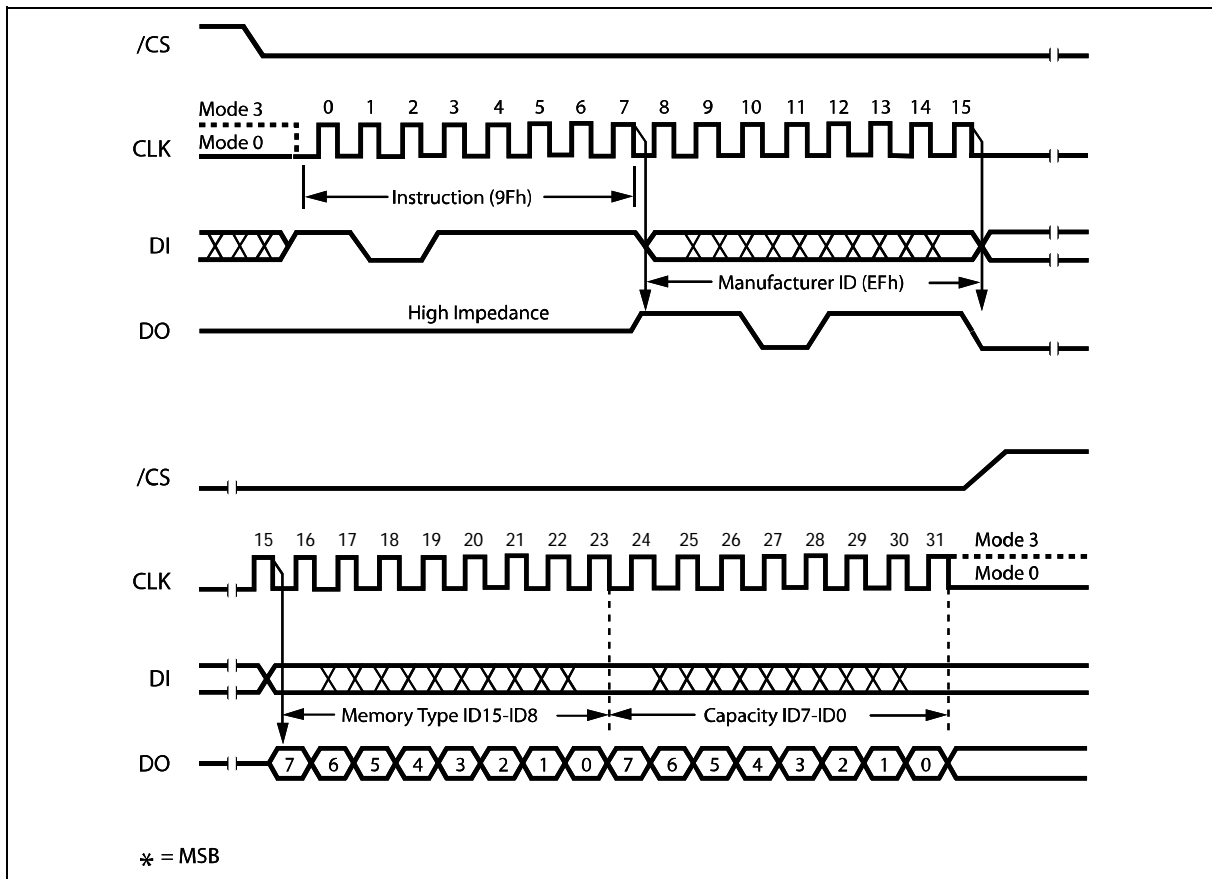 /CS
Mode 3
0 1 2 3 4 5 6 7 8 9 10 11 12 13 14 15
CLK
Mode 0
Instruction (9Fh)
DI
Manufacturer ID (EFh)
High Impedance
DO
/CS
15 16 17 18 19 20 21 22 23 24 25 26 27 28 29 30 31
Mode 3
CLK
Mode 0
DI
Memory Type ID15-ID8
Capacity ID7-ID0
DO
7 6 5 4 3 2 1 0 7 6 5 4 3 2 1 0
* = MSB